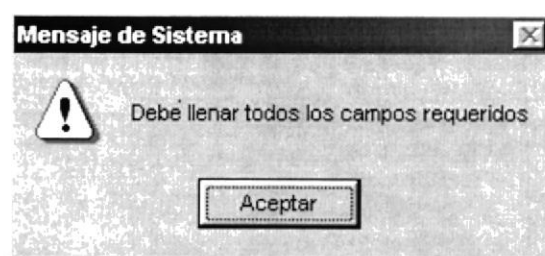 Mensaje de Sistema
Debe llenar todos los campos requeridos
Aceptar